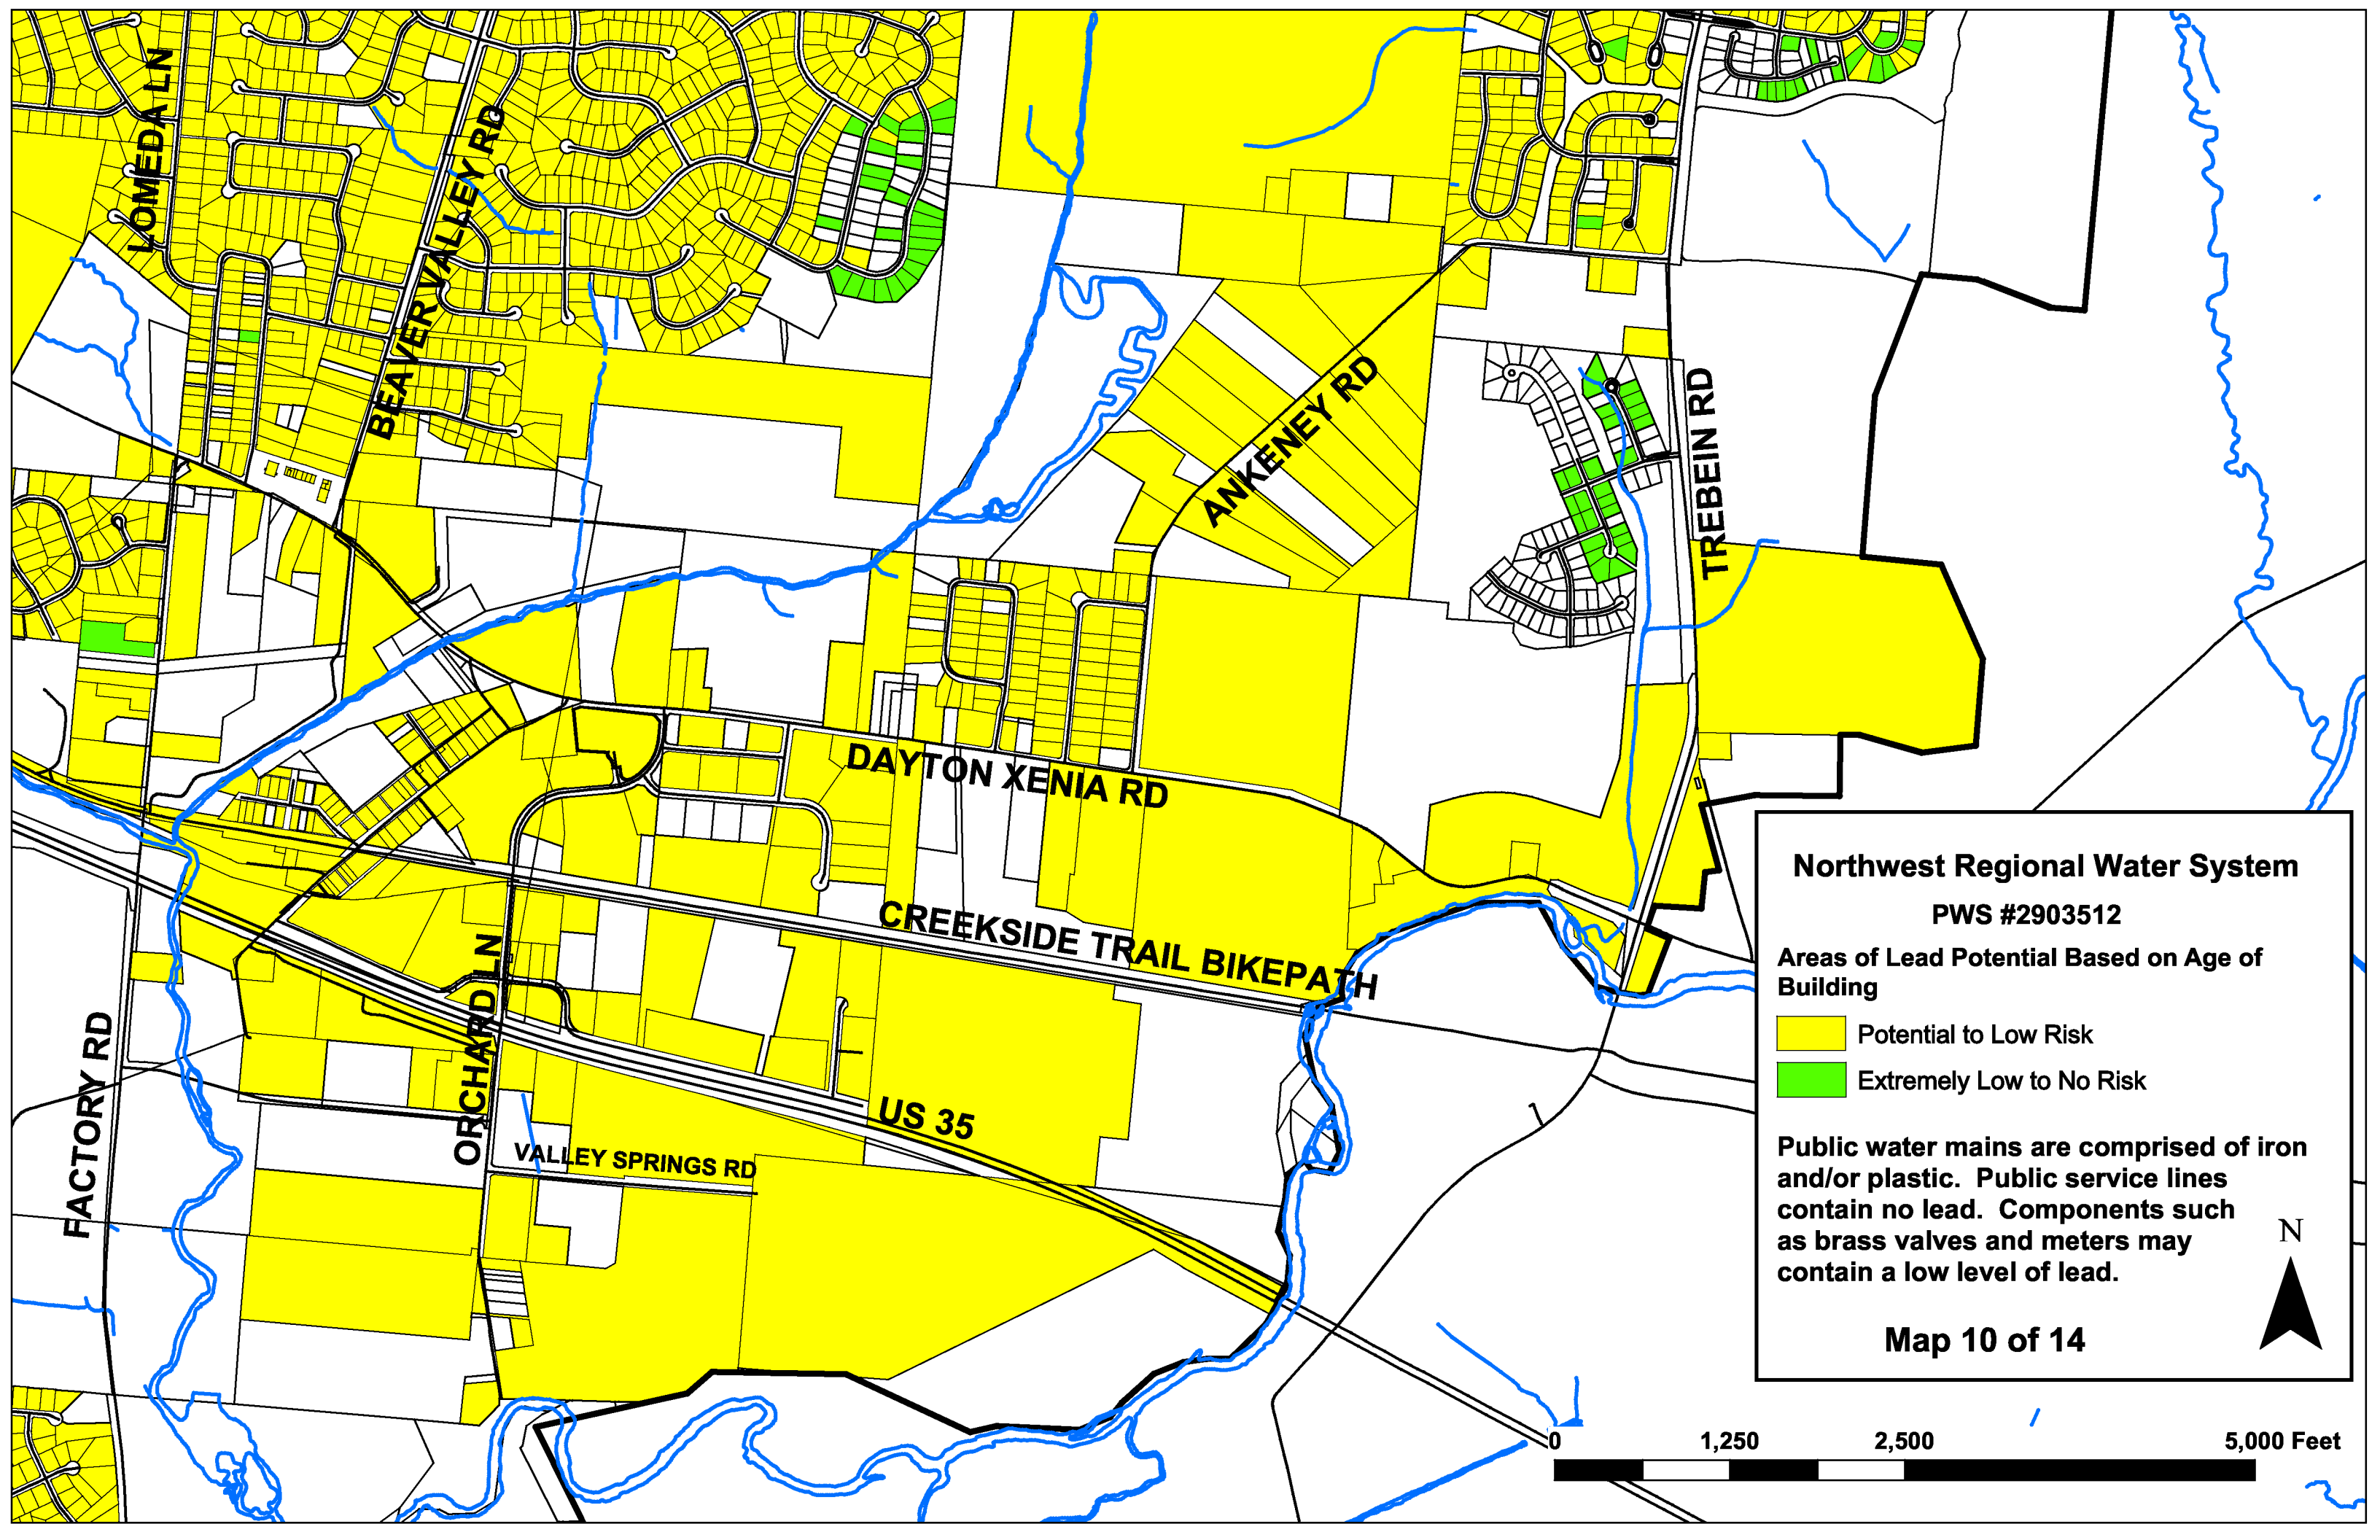 LOMEDA LN
BEAVER VALLEY RD
ANKENEY RD
TREBEIN RD
DAYTON XENIA RD
CREEKSIDE TRAIL BIKEPATH
ORCHARD LN
FACTORY RD
US 35
VALLEY SPRINGS RD
Northwest Regional Water System
PWS #2903512
Areas of Lead Potential Based on Age of
Building
Potential to Low Risk
Extremely Low to No Risk
Public water mains are comprised of iron
and/or plastic.  Public service lines
contain no lead.  Components such
as brass valves and meters may
contain a low level of lead.
N
Map 10 of 14
0 1,250 2,500 5,000 Feet